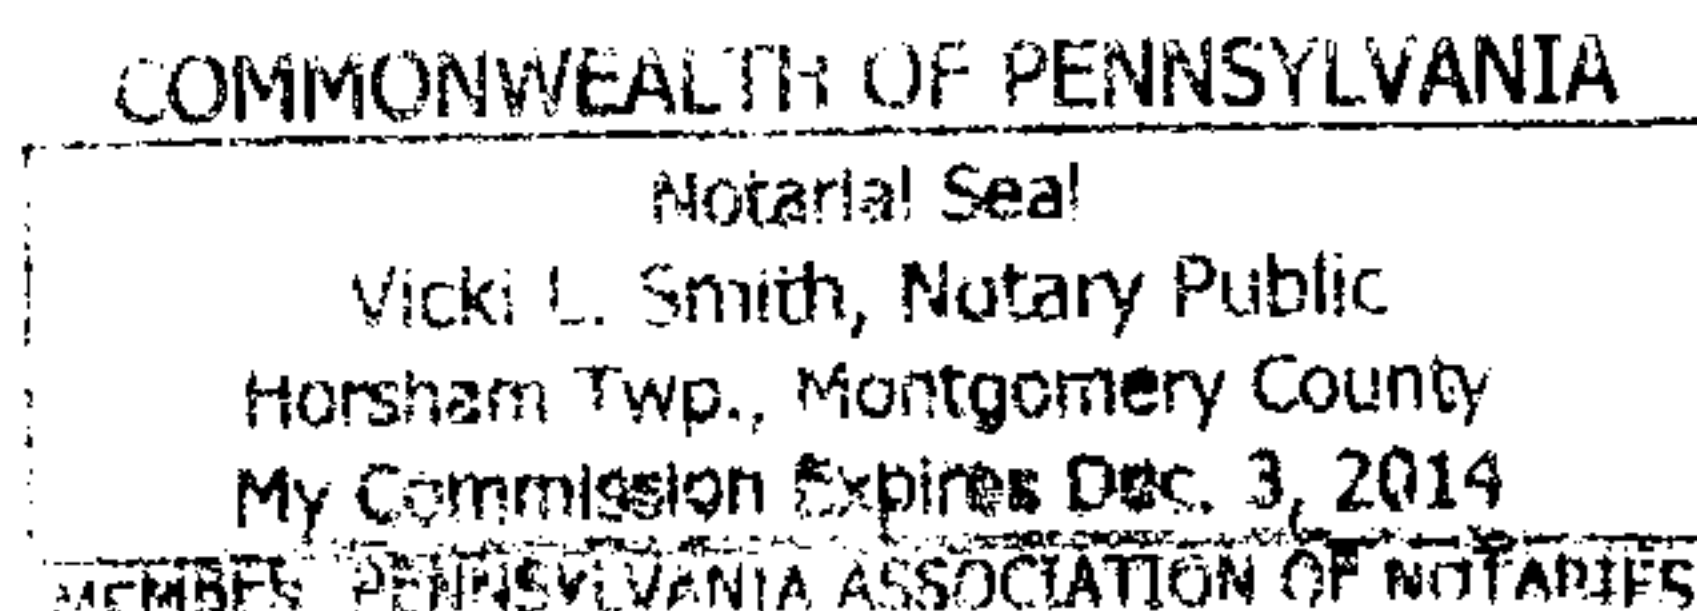 COMMONWEALTH OF PENNSYLVANIA
Notarial Seal
Vicki L. Smith, Notary Public
Horsham Twp., Montgomery County
My Commission Expires Dec. 3, 2014
MEMBER, PENNSYLVANIA ASSOCIATION OF NOTARIES